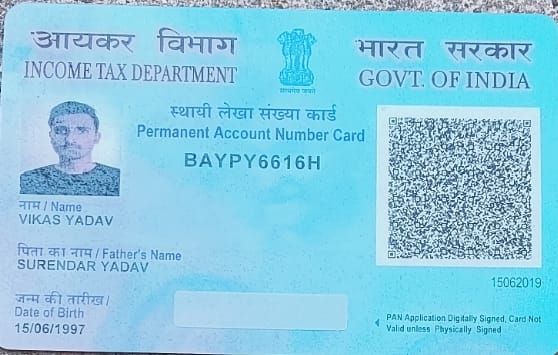 आयकर विभाग
INCOME TAX DEPARTMENT
सत्यमेव जयते
भारत सरकार
GOVT. OF INDIA
स्थायी लेखा संख्या कार्ड
Permanent Account Number Card
BAYPY6616H
नाम / Name
VIKAS YADAV
पिता का नाम / Father's Name
SURENDAR YADAV
जन्म की तारीख /
Date of Birth
15/06/1997
15062019
PAN Application Digitally Signed, Card Not
Valid unless Physically Signed